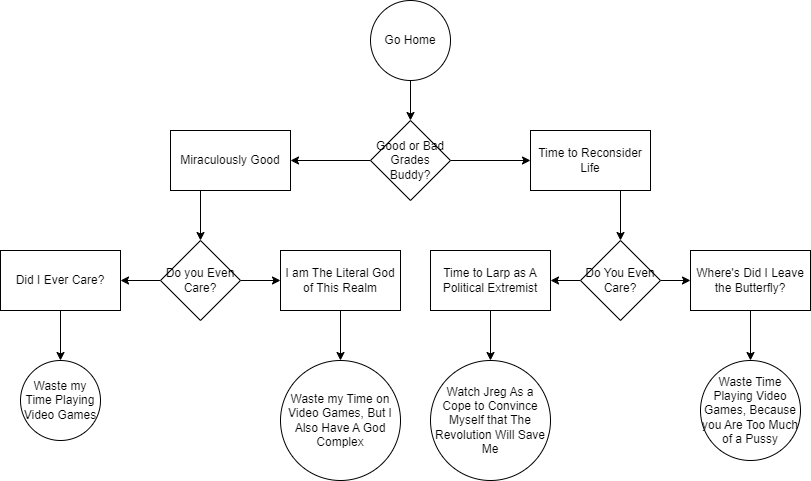 Go Home
Good or Bad
Grades
Buddy?
Miraculously Good
Time to Reconsider
Life
Did I Ever Care?
Do you Even
Care?
I am The Literal God
of This Realm
Time to Larp as A
Political Extremist
Do You Even
Care?
Where's Did I Leave
the Butterfly?
Waste my
Time Playing
Video Games
Waste my Time on
Video Games, But I
Also Have A God
Complex
Watch Jreg As a
Cope to Convince
Myself that The
Revolution Will Save
Me
Waste Time
Playing Video
Games, Because
you Are Too Much
of a Pussy